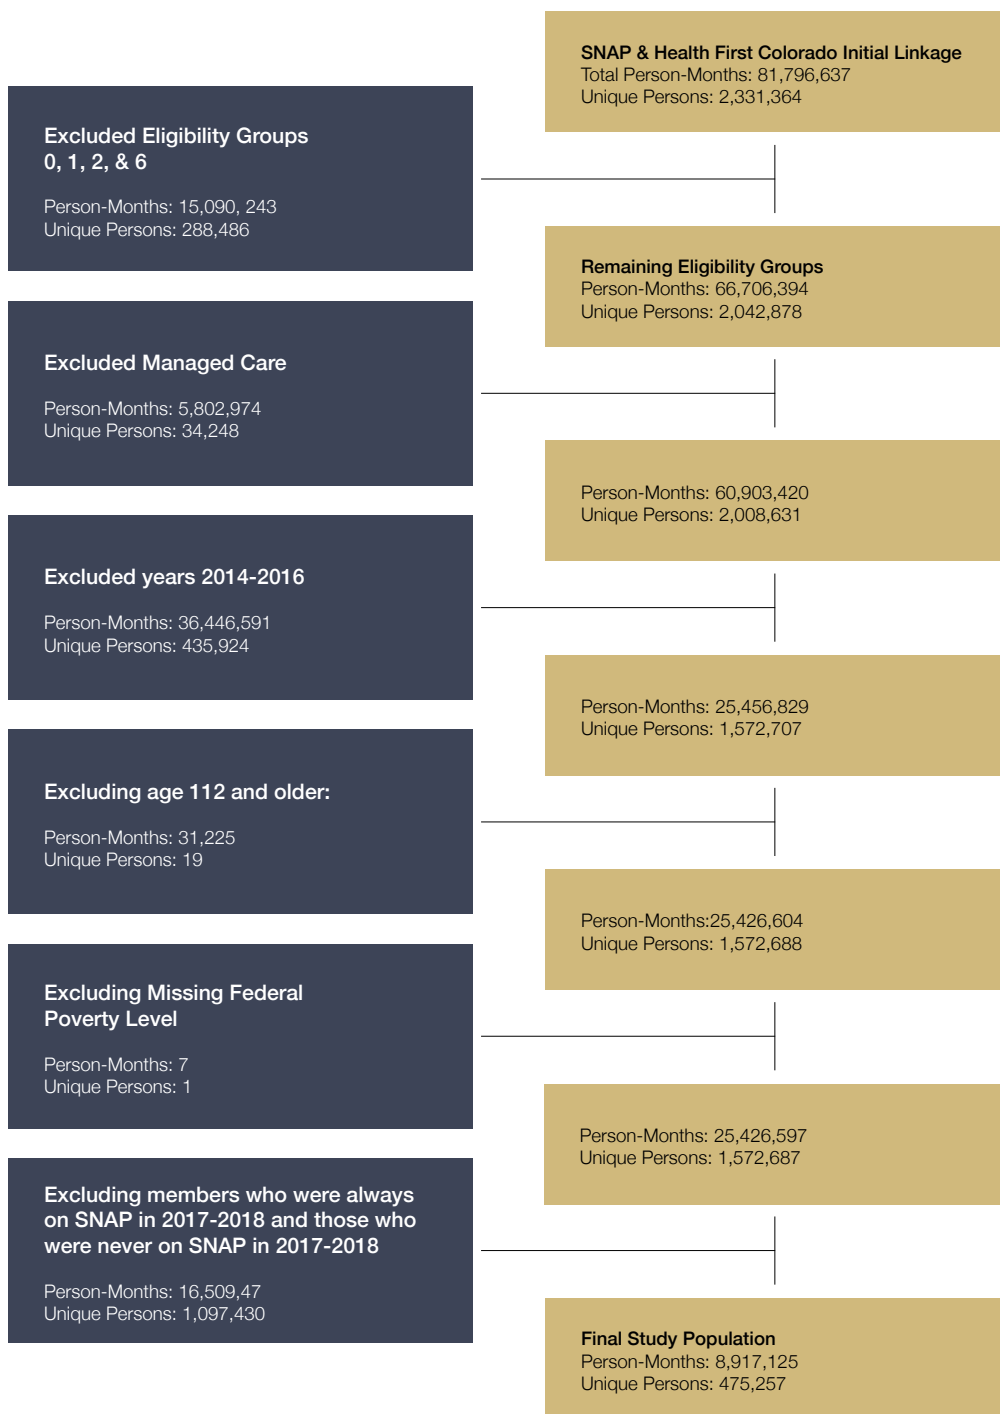 SNAP & Health First Colorado Initial Linkage
Total Person-Months: 81,796,637
Unique Persons: 2,331,364
Excluded Eligibility Groups
0, 1, 2, & 6
Person-Months: 15,090, 243
Unique Persons: 288,486
Remaining Eligibility Groups
Person-Months: 66,706,394
Unique Persons: 2,042,878
Excluded Managed Care
Person-Months: 5,802,974
Unique Persons: 34,248
Person-Months: 60,903,420
Unique Persons: 2,008,631
Excluded years 2014-2016
Person-Months: 36,446,591
Unique Persons: 435,924
Person-Months: 25,456,829
Unique Persons: 1,572,707
Excluding age 112 and older:
Person-Months: 31,225
Unique Persons: 19
Person-Months:25,426,604
Unique Persons: 1,572,688
Excluding Missing Federal
Poverty Level
Person-Months: 7
Unique Persons: 1
Person-Months: 25,426,597
Unique Persons: 1,572,687
Excluding members who were always
on SNAP in 2017-2018 and those who
were never on SNAP in 2017-2018
Person-Months: 16,509,47
Unique Persons: 1,097,430
Final Study Population
Person-Months: 8,917,125
Unique Persons: 475,257